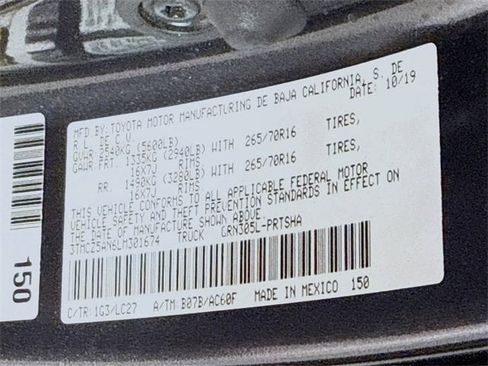 MFD BY: TOYOTA MOTOR MANUFACTURING DE BAJA CALIFORNIA, S. DE
R.L. DE C.V. DATE: 10/19
GVWR 2540KG (5600LB)
GAWR FRT 1335KG (2940LB) WITH 265/70R16 TIRES,
16X7J RIMS
RR 1490KG (3280LB) WITH 265/70R16 TIRES,
16X7J RIMS
THIS VEHICLE CONFORMS TO ALL APPLICABLE FEDERAL MOTOR
VEHICLE SAFETY AND THEFT PREVENTION STANDARDS IN EFFECT ON
THE DATE OF MANUFACTURE SHOWN ABOVE.
3TMCZ5AN6LM301674 TRUCK GRN305L-PRTSHA
C/TR:1G3/LC27 A/TM:B07B/AC60F MADE IN MEXICO 150
150